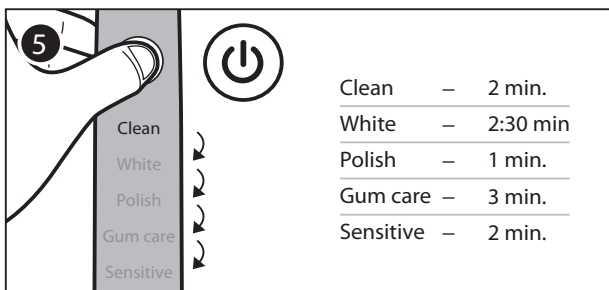 5
Clean
White
Polish
Gum care
Sensitive
Clean – 2 min.
White – 2:30 min
Polish – 1 min.
Gum care – 3 min.
Sensitive – 2 min.